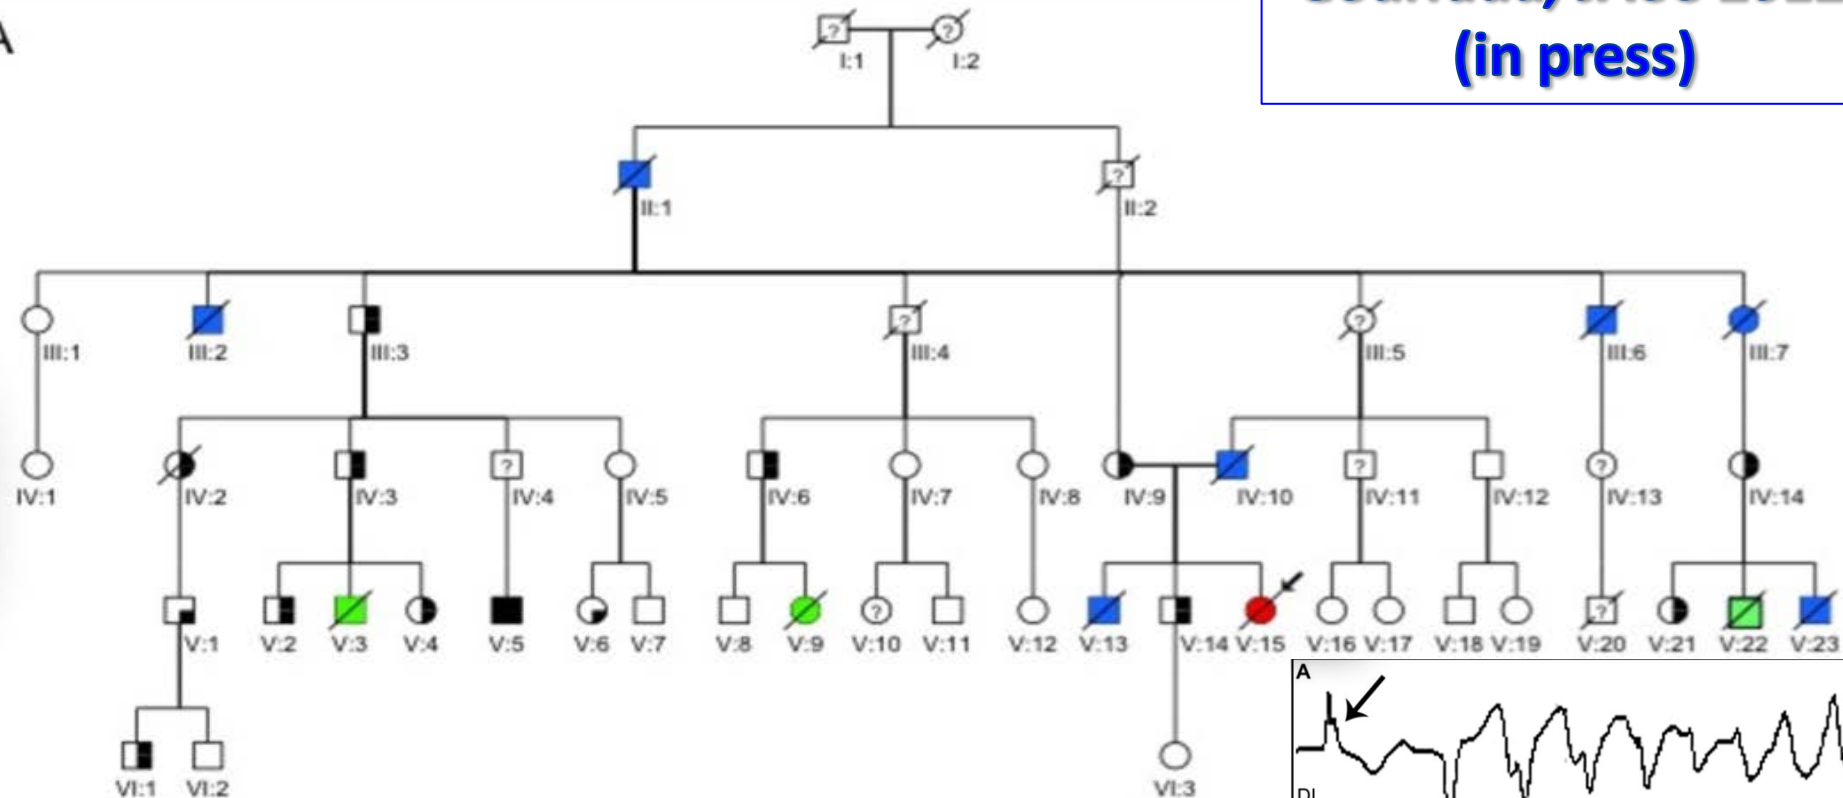 A
(in press)
? ?
I:1 I:2
?
II:1 II:2
? ?
III:1 III:2 III:3 III:4 III:5 III:6 III:7
? ? ?
IV:1 IV:2 IV:3 IV:4 IV:5 IV:6 IV:7 IV:8 IV:9 IV:10 IV:11 IV:12 IV:13 IV:14
? ?
V:1 V:2 V:3 V:4 V:5 V:6 V:7 V:8 V:9 V:10 V:11 V:12 V:13 V:14 V:15 V:16 V:17 V:18 V:19 V:20 V:21 V:22 V:23
A
VI:1 VI:2 VI:3
DI